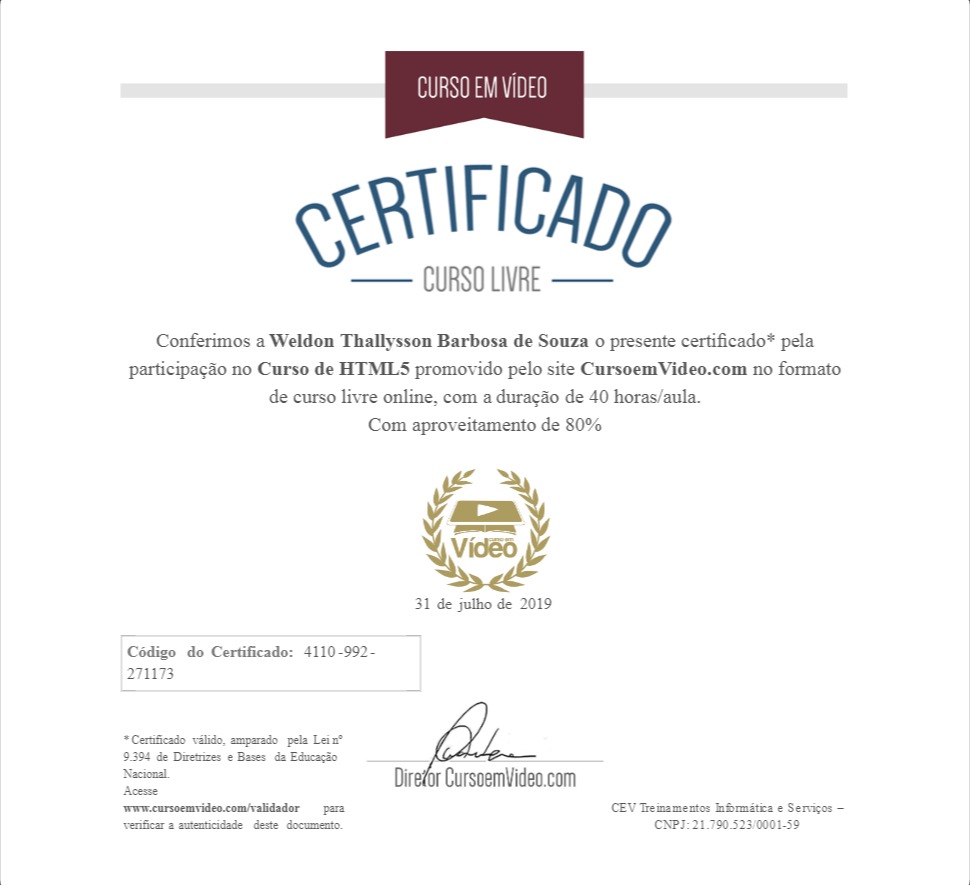 CURSO EM VÍDEO
CERTIFICADO
CURSO LIVRE
Conferimos a Weldon Thallysson Barbosa de Souza o presente certificado* pela
participação no Curso de HTML5 promovido pelo site CursoemVideo.com no formato
de curso livre online, com a duração de 40 horas/aula.
Com aproveitamento de 80%
curso em
Vídeo
31 de julho de 2019
Código do Certificado: 4110-992-
271173
*Certificado válido, amparado pela Lei nº
9.394 de Diretrizes e Bases da Educação
Nacional.
Acesse
www.cursoemvideo.com/validador para
verificar a autenticidade deste documento.
Diretor CursoemVideo.com
CEV Treinamentos Informática e Serviços –
CNPJ: 21.790.523/0001-59